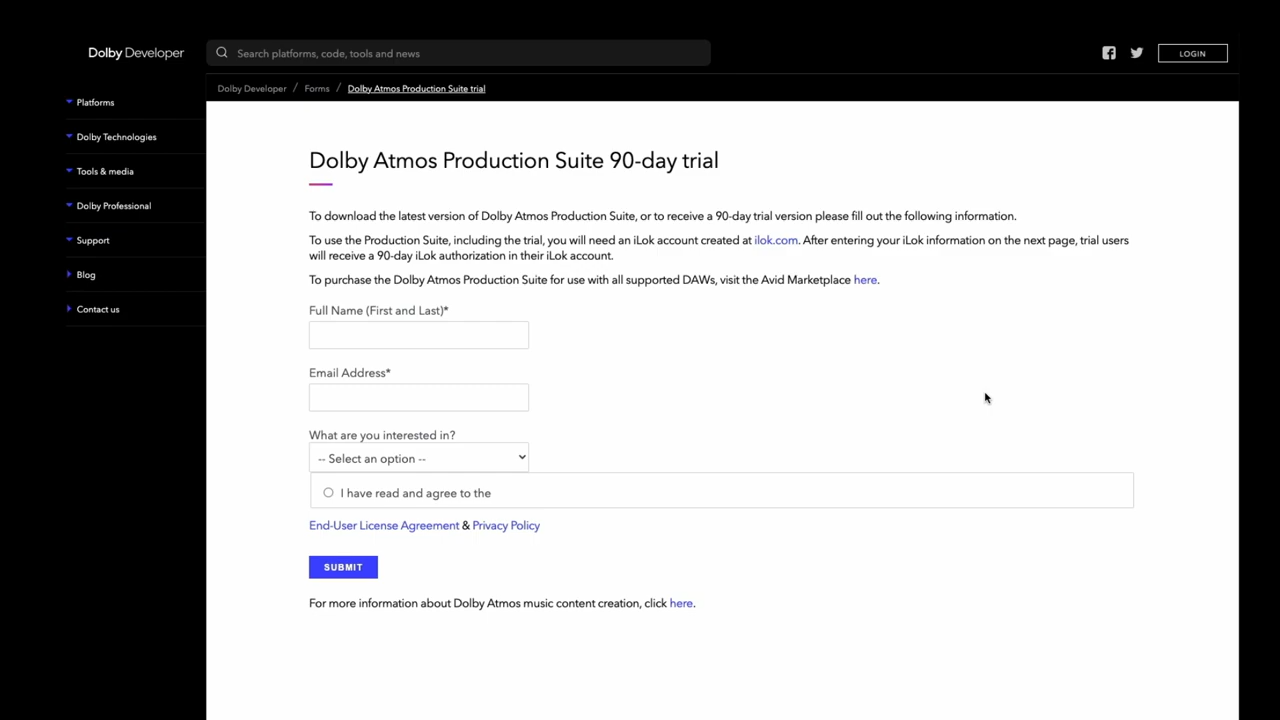 Dolby Developer
Search platforms, code, tools and news
LOGIN
Dolby Developer / Forms / Dolby Atmos Production Suite trial
Platforms
Dolby Technologies
Tools & media
Dolby Professional
Support
Blog
Contact us
Dolby Atmos Production Suite 90-day trial
To download the latest version of Dolby Atmos Production Suite, or to receive a 90-day trial version please fill out the following information.
To use the Production Suite, including the trial, you will need an iLok account created at ilok.com. After entering your iLok information on the next page, trial users
will receive a 90-day iLok authorization in their iLok account.
To purchase the Dolby Atmos Production Suite for use with all supported DAWs, visit the Avid Marketplace here.
Full Name (First and Last)*
Email Address*
What are you interested in?
-- Select an option --
I have read and agree to the
End-User License Agreement & Privacy Policy
SUBMIT
For more information about Dolby Atmos music content creation, click here.